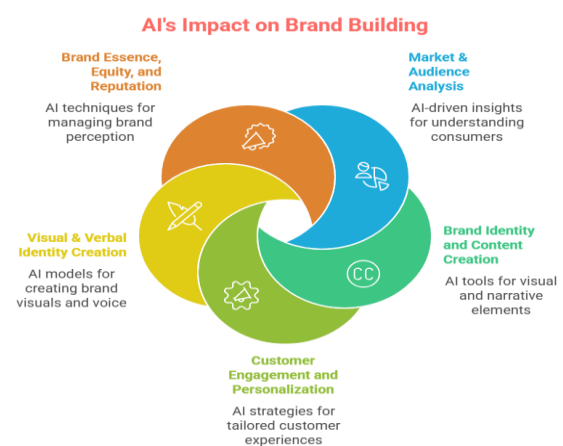 AI's Impact on Brand Building
Brand Essence,
Equity, and
Reputation
AI techniques for
managing brand
perception
Market &
Audience
Analysis
AI-driven insights
for understanding
consumers
Visual & Verbal
Identity Creation
AI models for
creating brand
visuals and voice
Brand Identity
and Content
Creation
AI tools for visual
and narrative
elements
CC
Customer
Engagement and
Personalization
AI strategies for
tailored customer
experiences